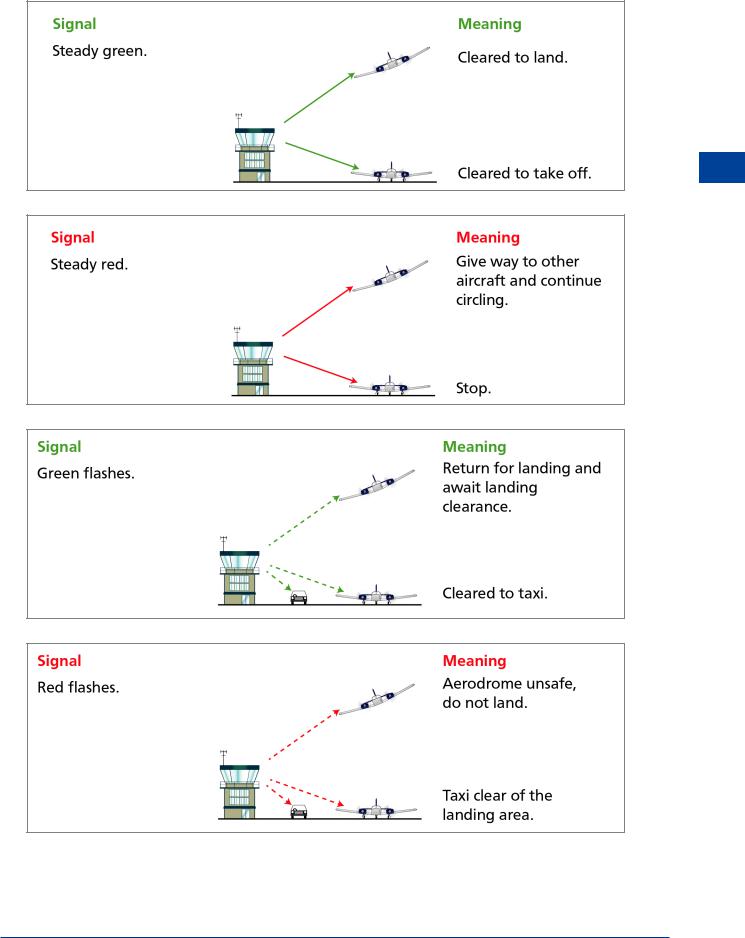 Signal Meaning
Steady green.
Cleared to land.
Cleared to take off.
Signal Meaning
Steady red.
Give way to other
aircraft and continue
circling.
Stop.
Signal Meaning
Green flashes.
Return for landing and
await landing
clearance.
Cleared to taxi.
Signal Meaning
Red flashes.
Aerodrome unsafe,
do not land.
Taxi clear of the
landing area.